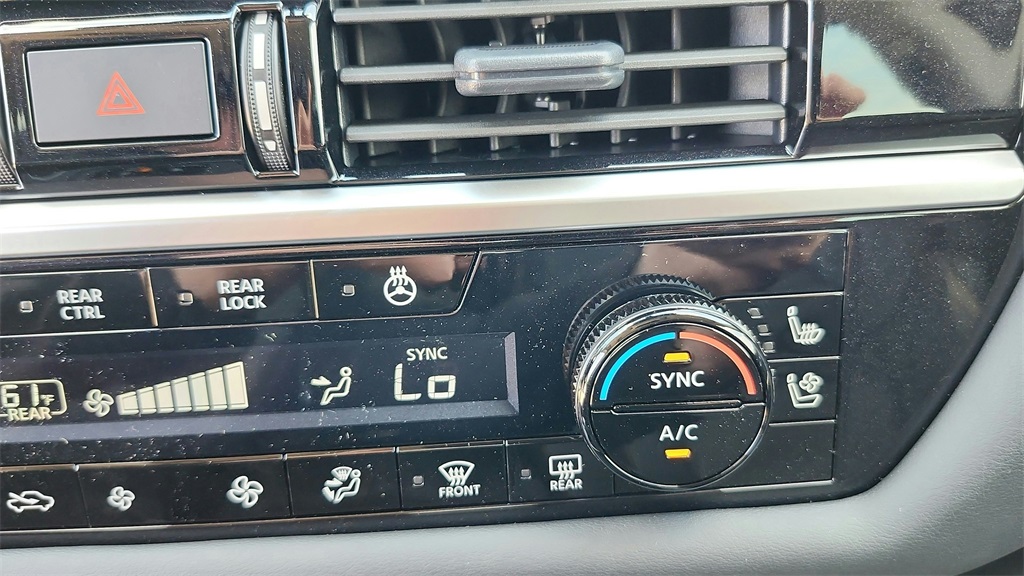 REAR
CTRL
REAR
LOCK
SYNC
61°F
REAR
Lo
SYNC
A/C
FRONT
REAR